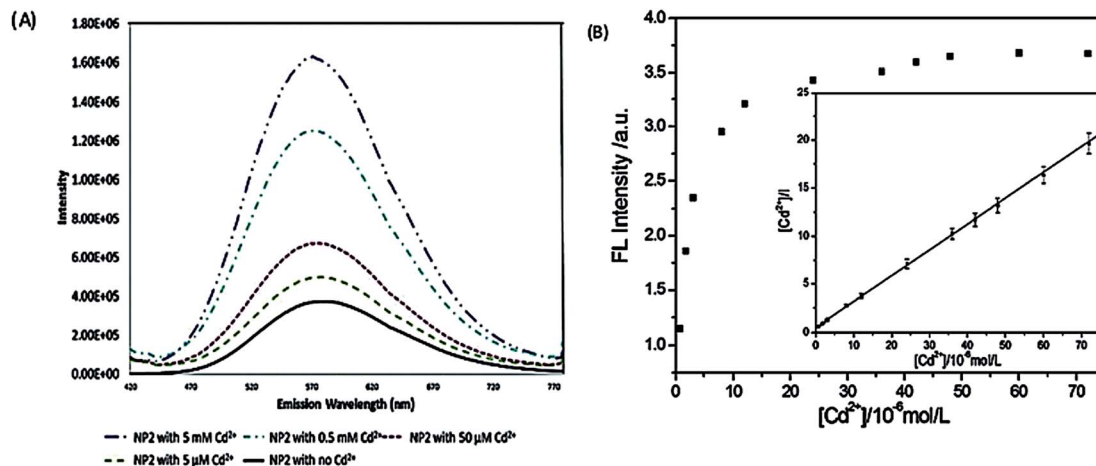 (A)
1.80E+06
1.60E+06
1.40E+06
1.20E+06
1.00E+06
8.00E+05
6.00E+05
4.00E+05
2.00E+05
0.00E+00
Intensity
420 470 520 570 620 670 720 770
Emission Wavelength (nm)
NP2 with 5 mM Cd²⁺ NP2 with 0.5 mM Cd²⁺ NP2 with 50 µM Cd²⁺
NP2 with 5 µM Cd²⁺ NP2 with no Cd²⁺
(B)
4.0
3.5
3.0
2.5
2.0
1.5
1.0
FL Intensity /a.u.
0 10 20 30 40 50 60 70
[Cd²⁺]/10⁻⁶mol/L
25
20
15
10
5
0
[Cd²⁺]/I
0 10 20 30 40 50 60 70
[Cd²⁺]/10⁻⁶mol/L